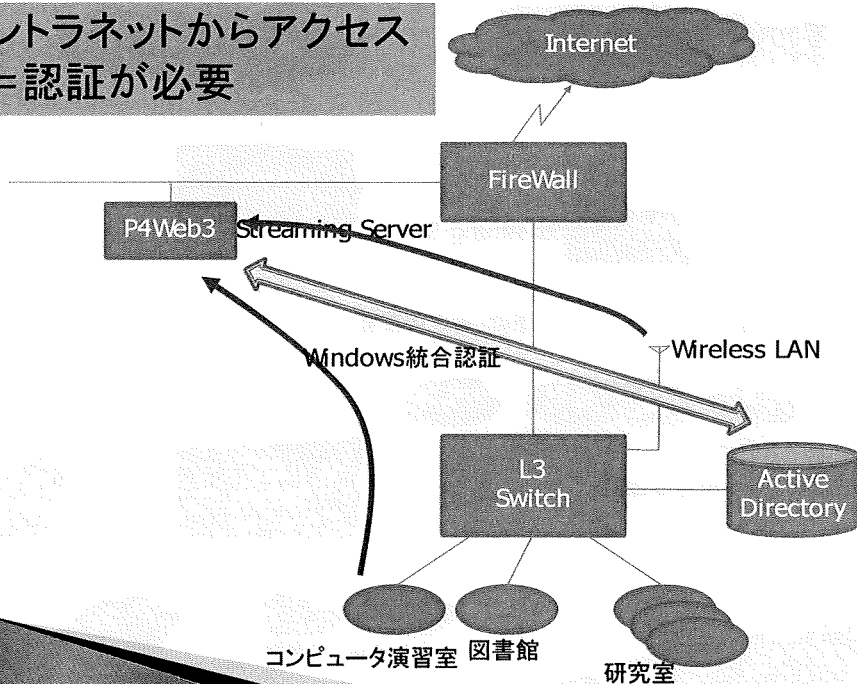 ントラネットからアクセス
=認証が必要
Internet
FireWall
P4Web3
Streaming Server
Windows統合認証
Wireless LAN
L3
Switch
Active
Directory
コンピュータ演習室
図書館
研究室